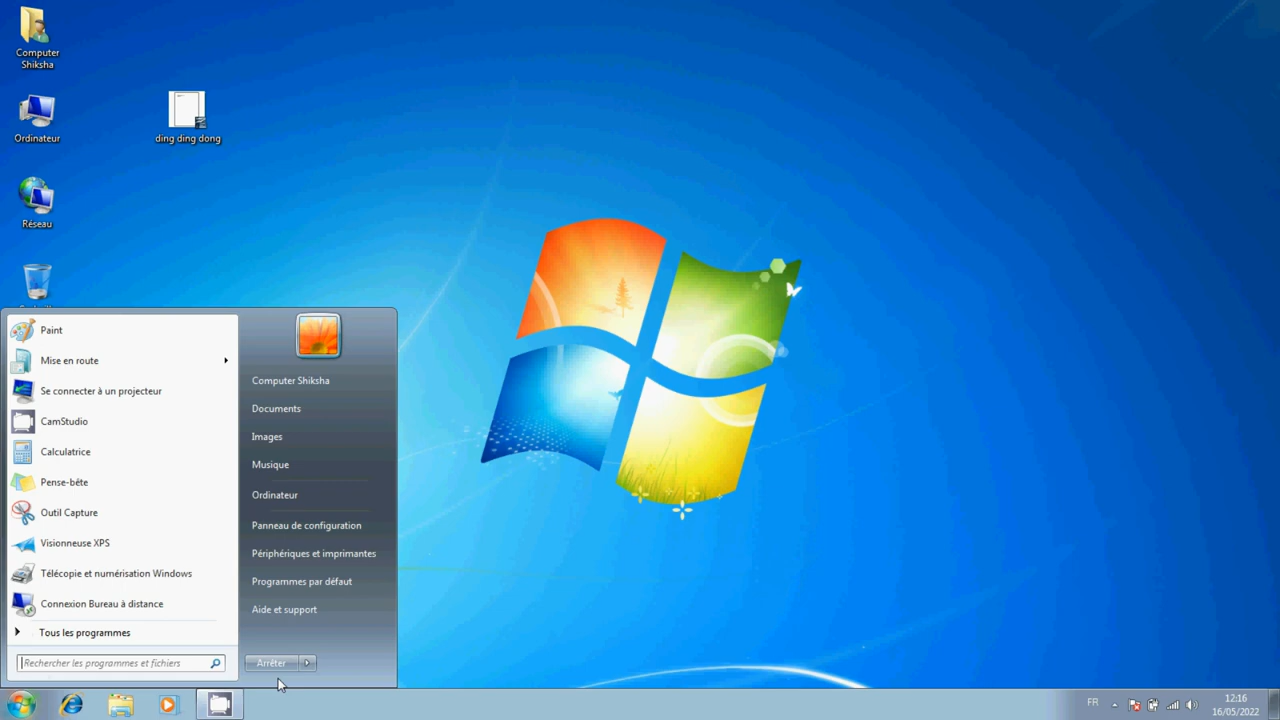 Computer
Shiksha
Ordinateur
ding ding dong
Réseau
Paint
Mise en route
Se connecter à un projecteur
CamStudio
Calculatrice
Pense-bête
Outil Capture
Visionneuse XPS
Télécopie et numérisation Windows
Connexion Bureau à distance
Tous les programmes
Rechercher les programmes et fichiers
Computer Shiksha
Documents
Images
Musique
Ordinateur
Panneau de configuration
Périphériques et imprimantes
Programmes par défaut
Aide et support
Arrêter
FR
12:16
16/05/2022